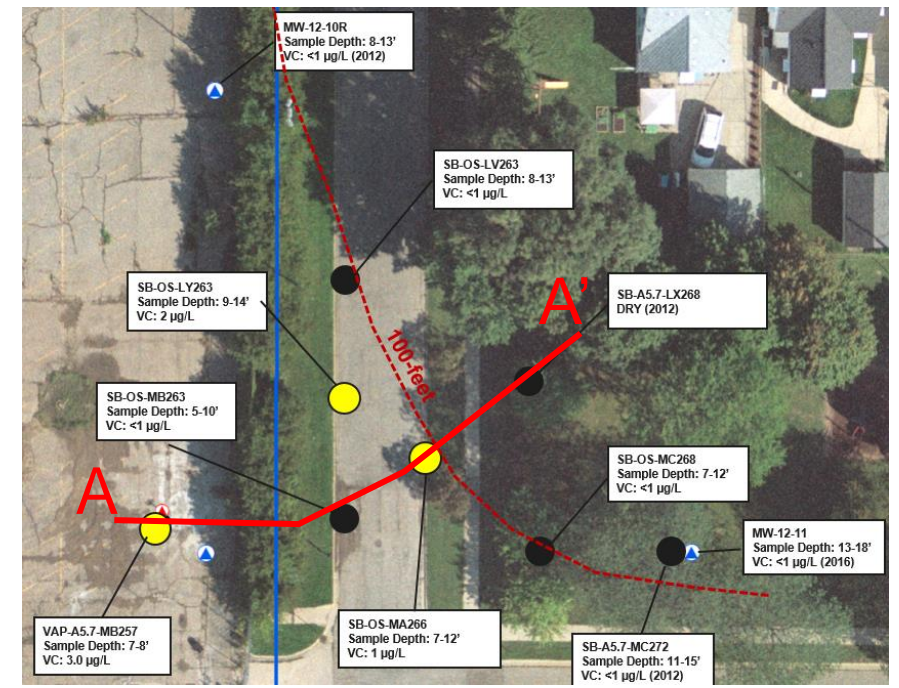 MW-12-10R
Sample Depth: 8-13’
VC: <1 µg/L (2012)
SB-OS-LV263
Sample Depth: 8-13’
VC: <1 µg/L
SB-OS-LY263
Sample Depth: 9-14’
VC: 2 µg/L
A’
SB-A5.7-LX268
DRY (2012)
100-feet
SB-OS-MB263
Sample Depth: 5-10’
VC: <1 µg/L
A
SB-OS-MC268
Sample Depth: 7-12’
VC: <1 µg/L
MW-12-11
Sample Depth: 13-18’
VC: <1 µg/L (2016)
VAP-A5.7-MB257
Sample Depth: 7-8’
VC: 3.0 µg/L
SB-OS-MA266
Sample Depth: 7-12’
VC: 1 µg/L
SB-A5.7-MC272
Sample Depth: 11-15’
VC: <1 µg/L (2012)